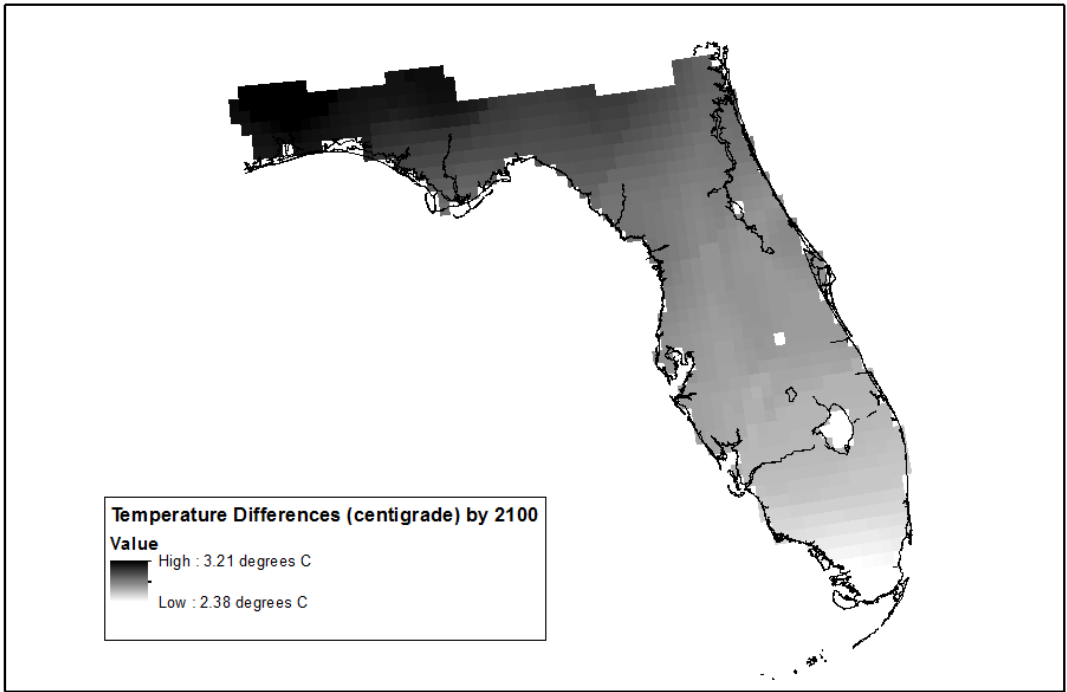 Temperature Differences (centigrade) by 2100
Value
High : 3.21 degrees C
Low : 2.38 degrees C